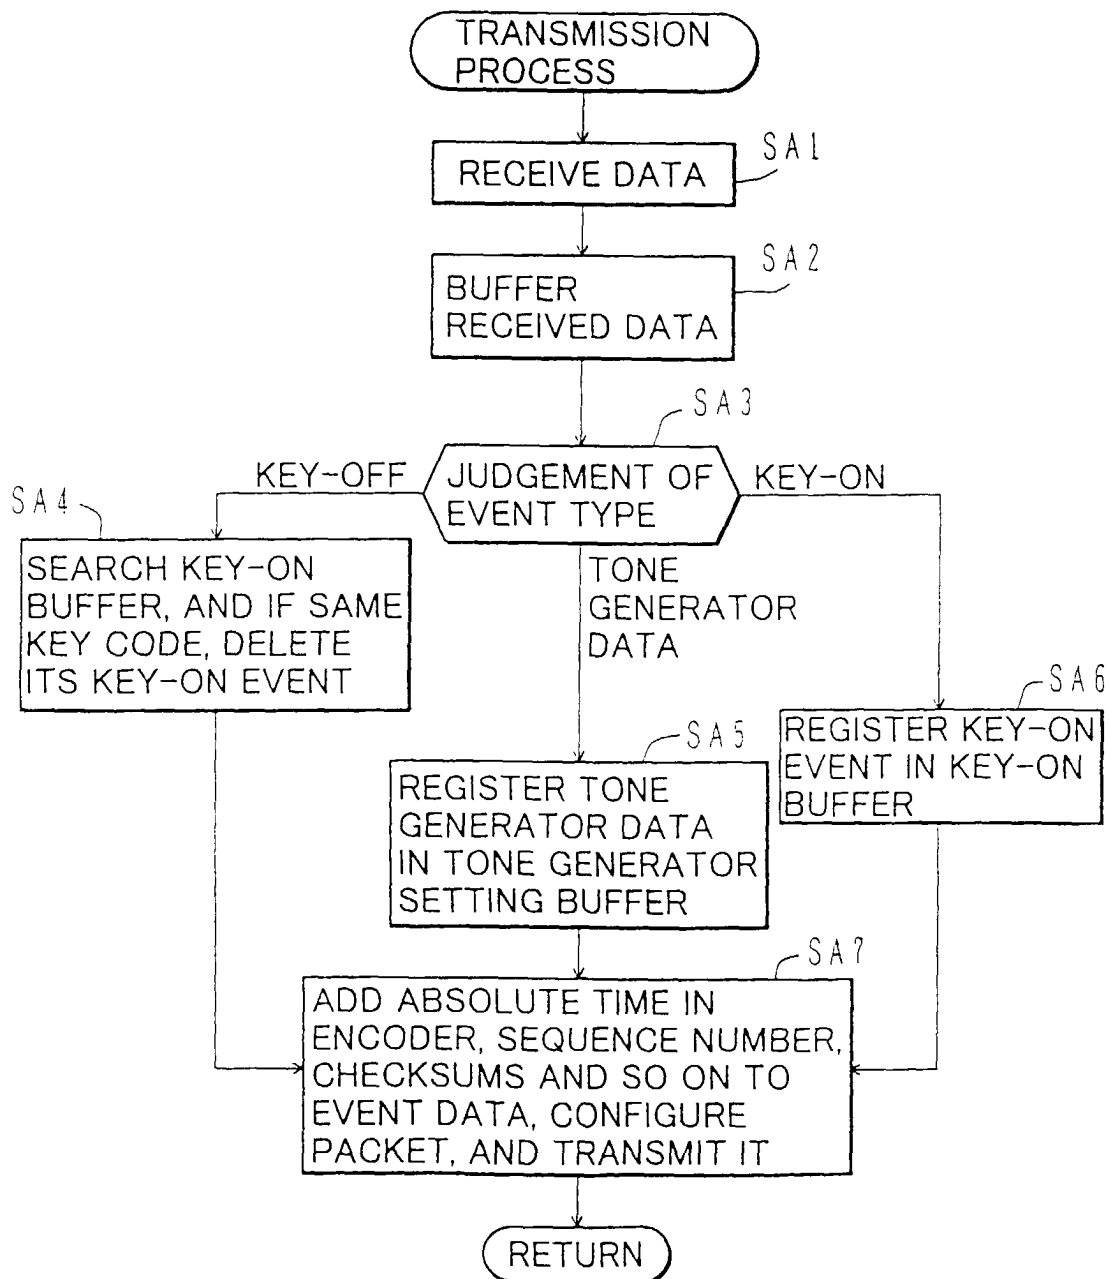 TRANSMISSION
PROCESS
SA1
RECEIVE DATA
SA2
BUFFER
RECEIVED DATA
SA3
KEY-OFF
JUDGEMENT OF
EVENT TYPE
KEY-ON
SA4
SEARCH KEY-ON
BUFFER, AND IF SAME
KEY CODE, DELETE
ITS KEY-ON EVENT
TONE
GENERATOR
DATA
SA6
REGISTER KEY-ON
EVENT IN KEY-ON
BUFFER
SA5
REGISTER TONE
GENERATOR DATA
IN TONE GENERATOR
SETTING BUFFER
SA7
ADD ABSOLUTE TIME IN
ENCODER, SEQUENCE NUMBER,
CHECKSUMS AND SO ON TO
EVENT DATA, CONFIGURE
PACKET, AND TRANSMIT IT
RETURN